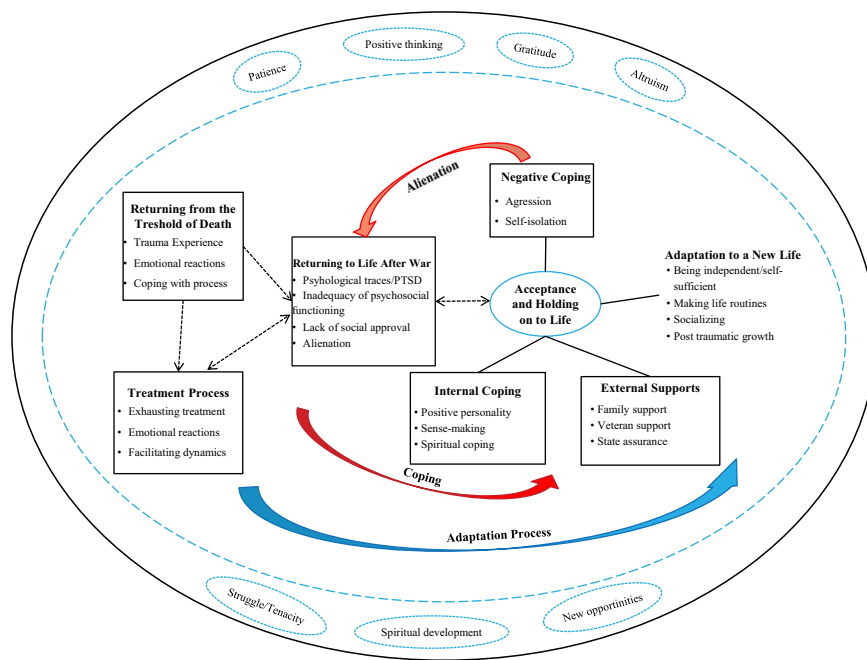 Positive thinking
Gratitude
Patience
Altruism
Alienation
Negative Coping
• Agression
• Self-isolation
Returning from the
Treshold of Death
• Trauma Experience
• Emotional reactions
• Coping with process
Returning to Life After War
• Psyhological traces/PTSD
• Inadequacy of psychosocial
functioning
• Lack of social approval
• Alienation
Acceptance
and Holding
on to Life
Adaptation to a New Life
• Being independent/self-
sufficient
• Making life routines
• Socializing
• Post traumatic growth
Treatment Process
• Exhausting treatment
• Emotional reactions
• Facilitating dynamics
Internal Coping
• Positive personality
• Sense-making
• Spiritual coping
External Supports
• Family support
• Veteran support
• State assurance
Coping
Adaptation Process
Struggle/Tenacity
Spiritual development
New opportinities